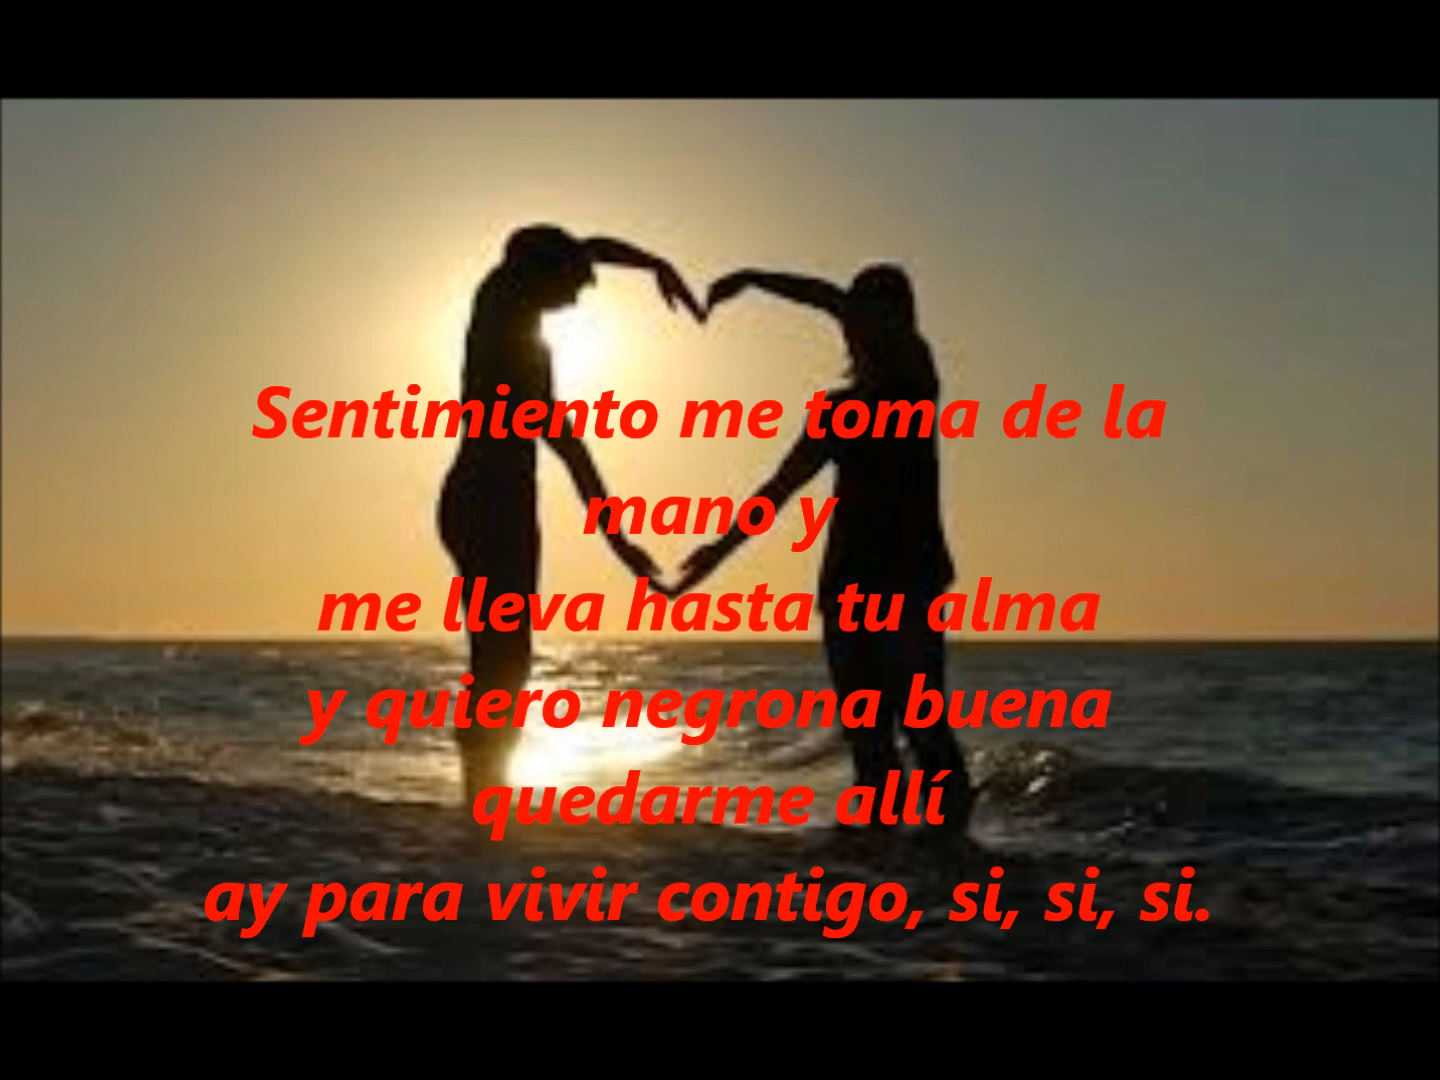 Sentimiento me toma de la
mano y
me lleva hasta tu alma
y quiero negrona buena
quedarme allí
ay para vivir contigo, si, si, si.